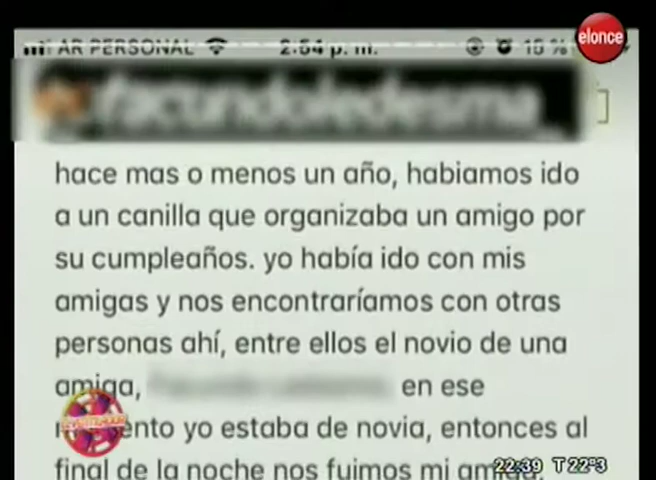 AR PERSONAL 2:54 p. m. 15 %
elonce
hace mas o menos un año, habiamos ido
a un canilla que organizaba un amigo por
su cumpleaños. yo había ido con mis
amigas y nos encontraríamos con otras
personas ahí, entre ellos el novio de una
amiga, en ese
yo estaba de novia, entonces al
final de la noche nos fuimos mi
22:39 T 22°3